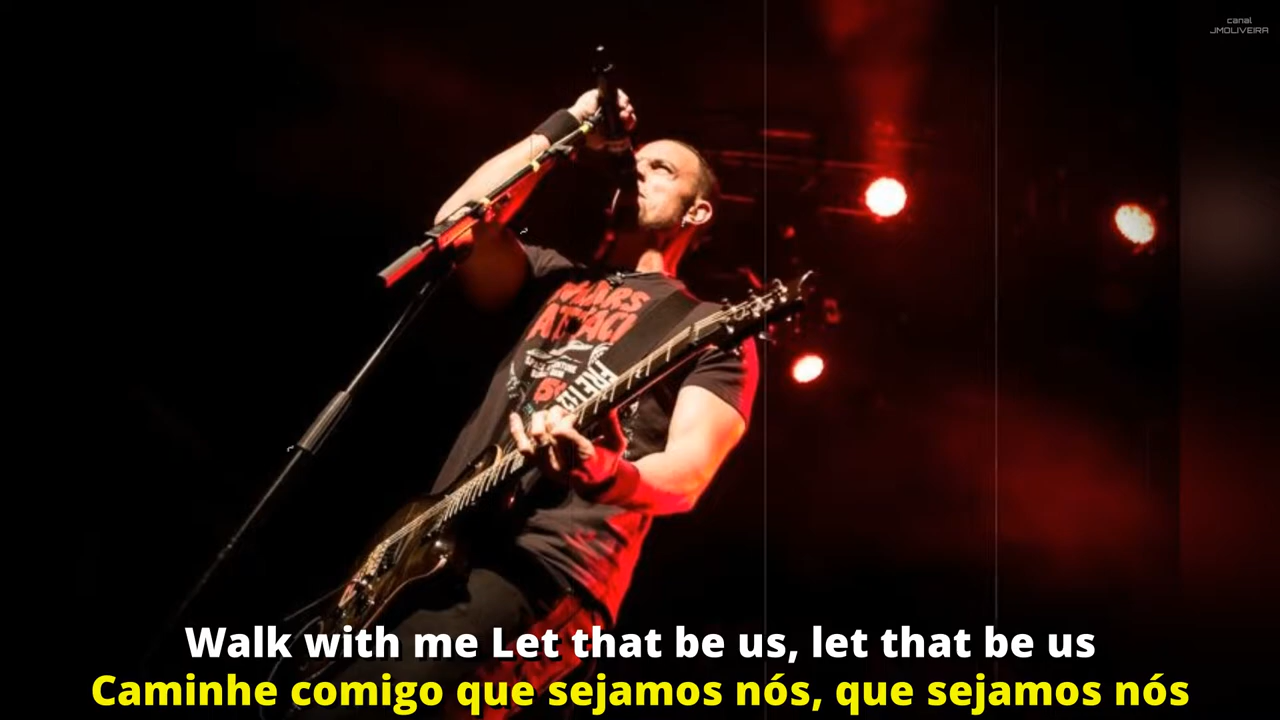 canal
JMOLIVEIRA
Walk with me Let that be us, let that be us
Caminhe comigo que sejamos nós, que sejamos nós